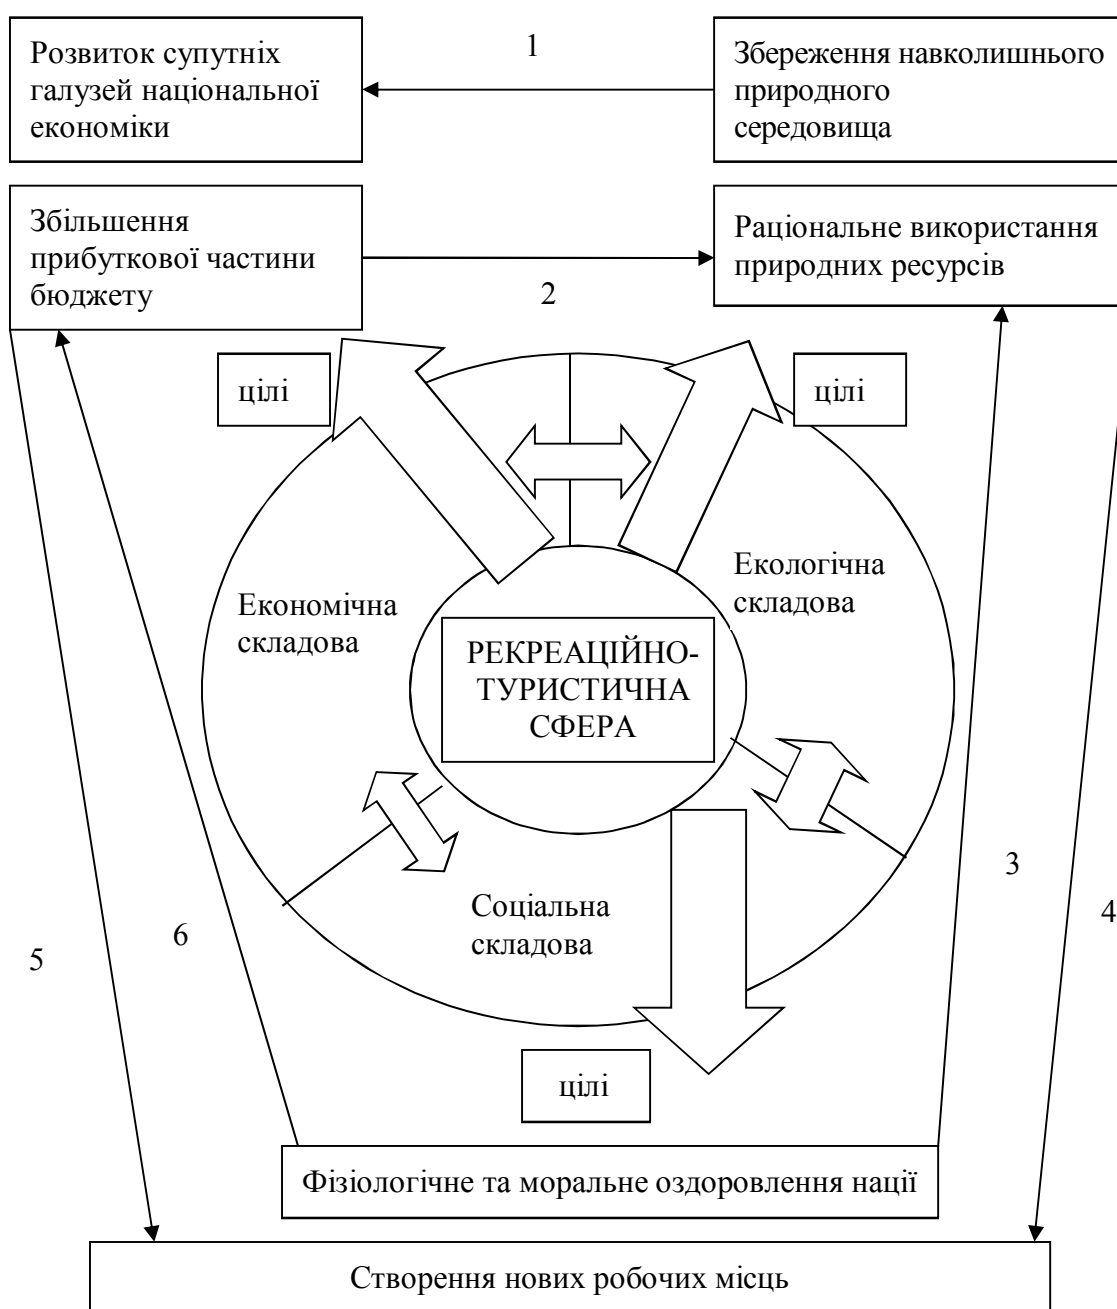 Розвиток супутніх
галузей національної
економіки
1
Збереження навколишнього
природного
середовища
Збільшення
прибуткової частини
бюджету
2
Раціональне використання
природних ресурсів
цілі
цілі
Економічна
складова
Екологічна
складова
РЕКРЕАЦІЙНО-
ТУРИСТИЧНА
СФЕРА
Соціальна
складова
3
4
5
6
цілі
Фізіологічне та моральне оздоровлення нації
Створення нових робочих місць